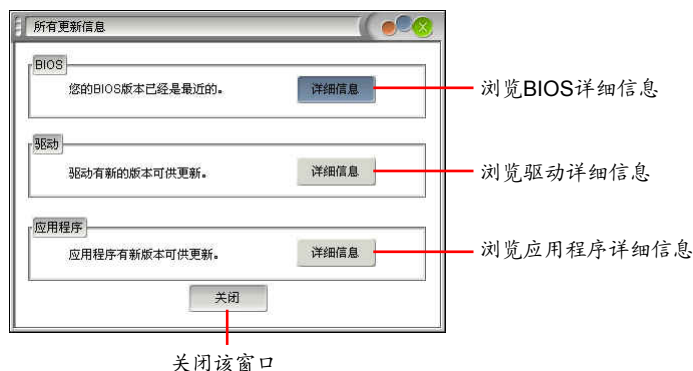 所有更新信息
BIOS
您的BIOS版本已经是最近的。
详细信息
浏览BIOS详细信息
驱动
驱动有新的版本可供更新。
详细信息
浏览驱动详细信息
应用程序
应用程序有新版本可供更新。
详细信息
浏览应用程序详细信息
关闭
关闭该窗口